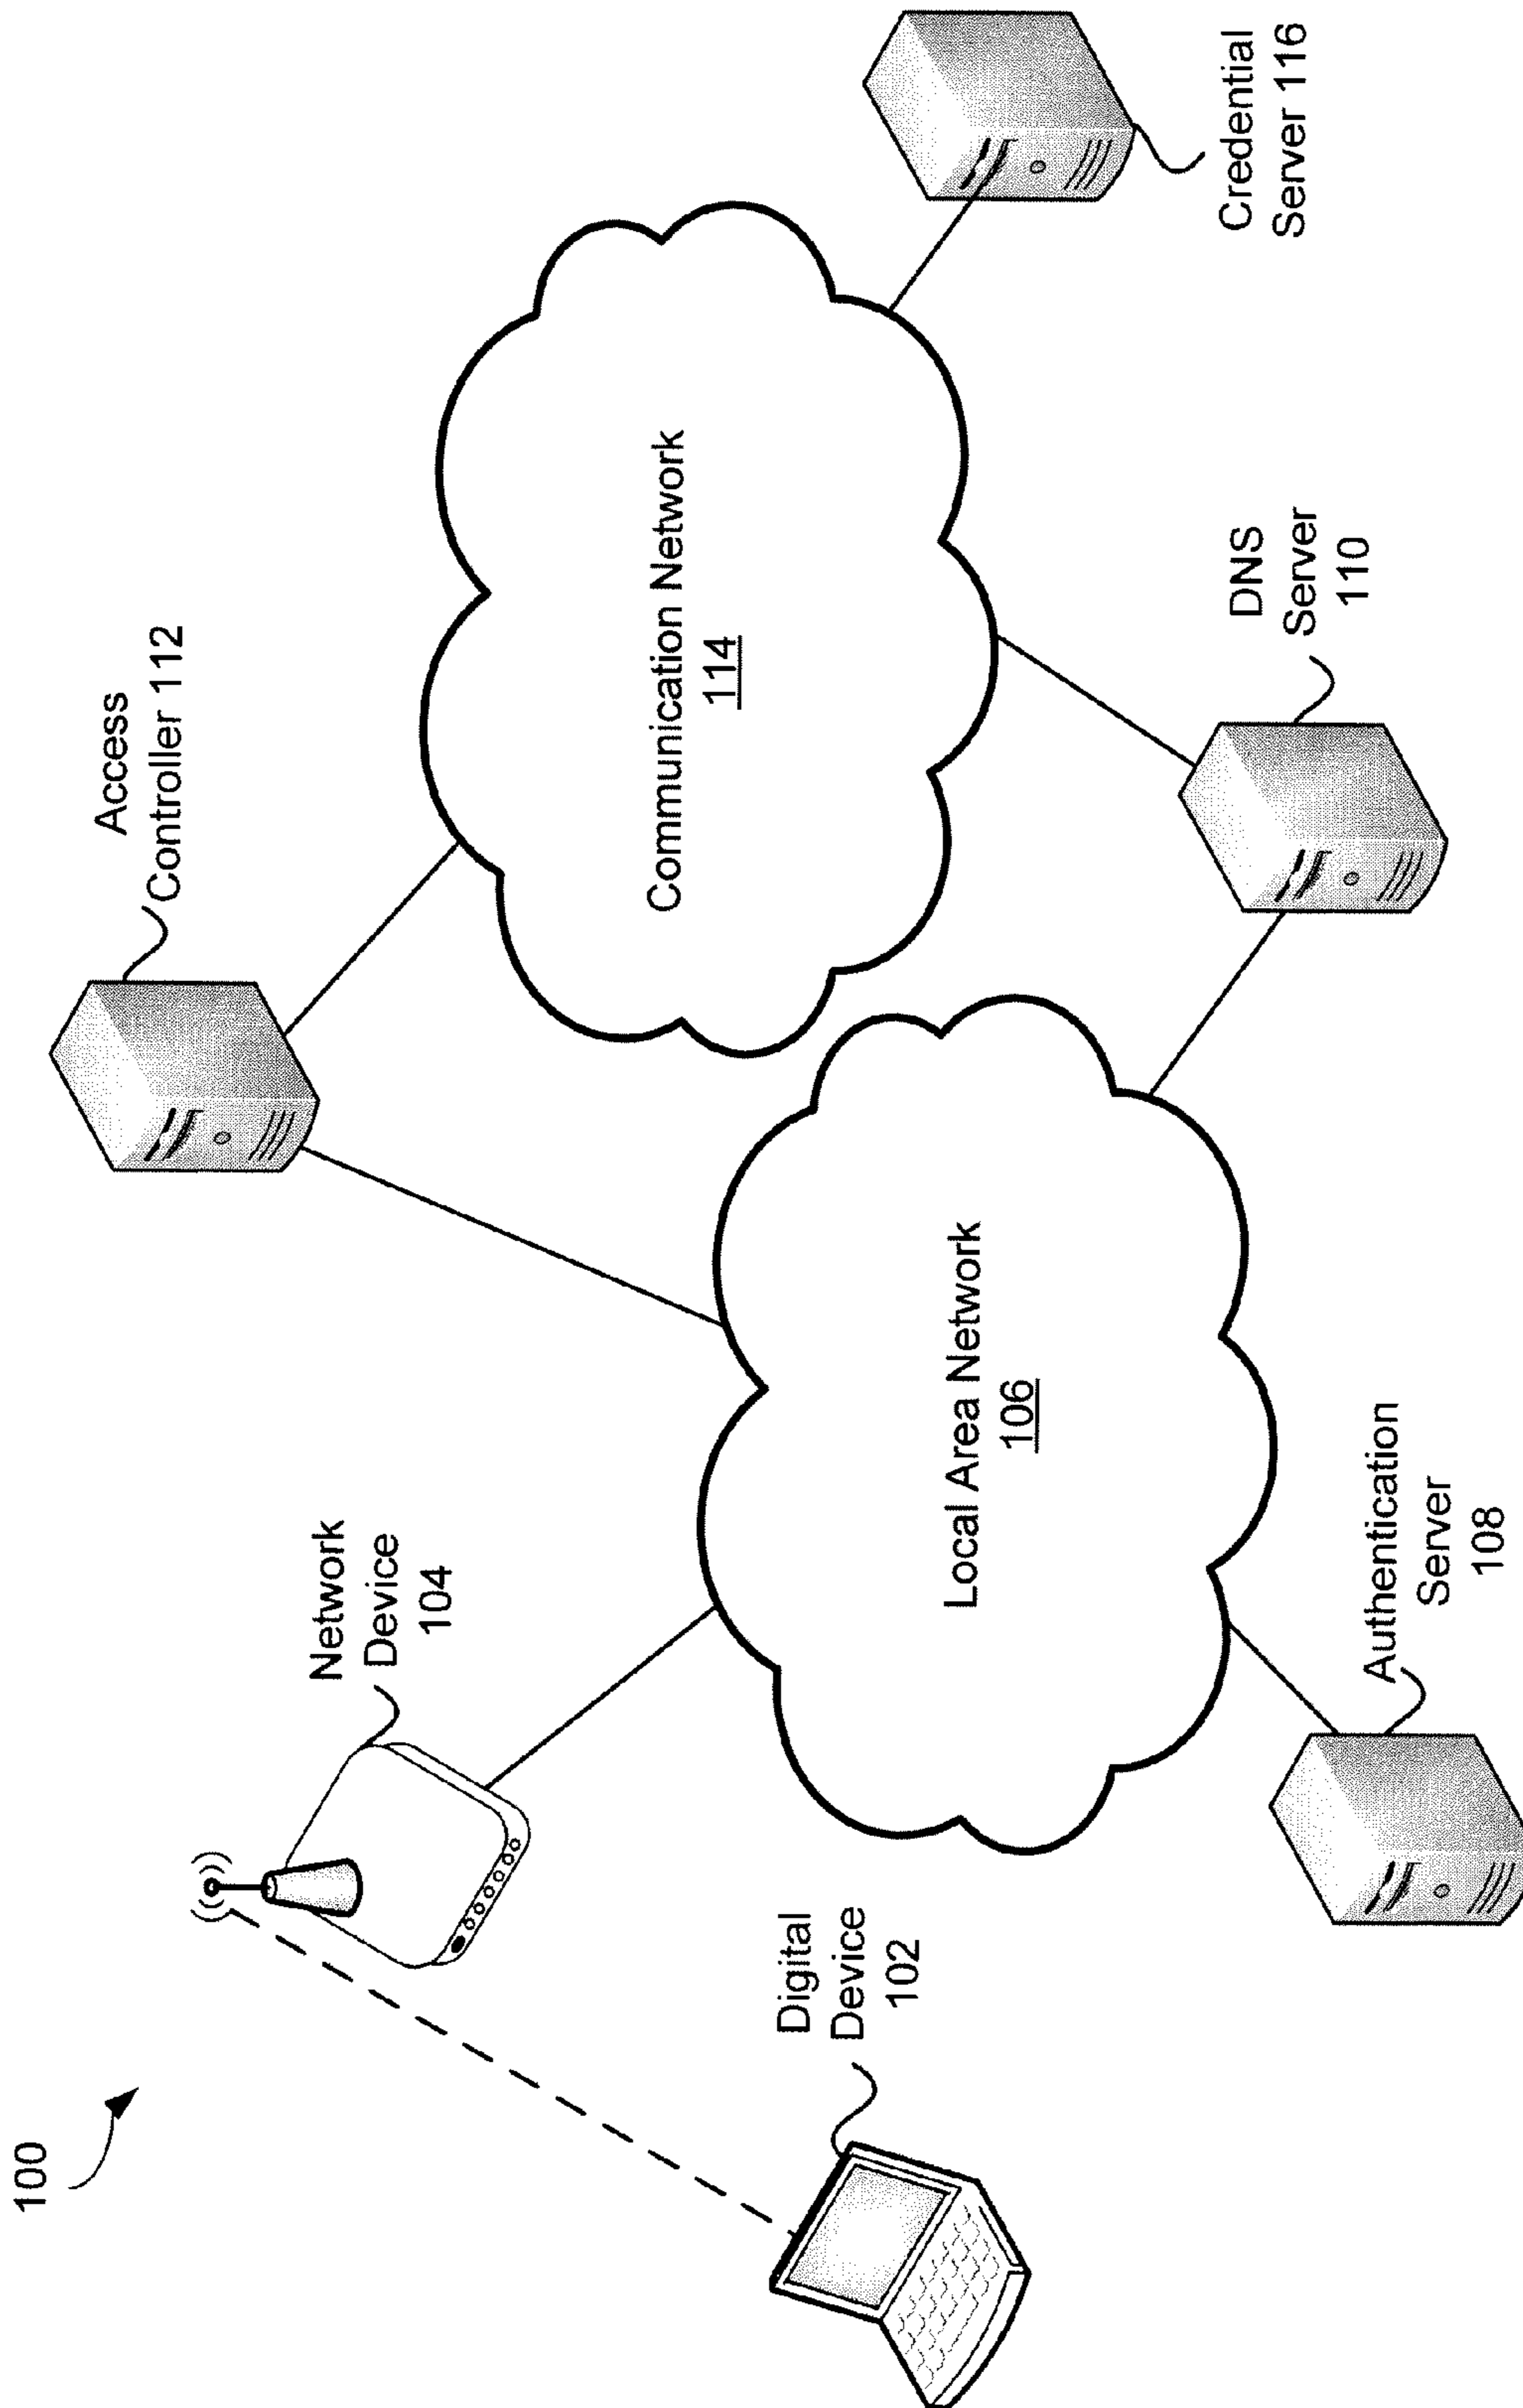 100
Digital
Device
102
Network
Device
104
Access
Controller 112
Local Area Network
106
Communication Network
114
Authentication
Server
108
DNS
Server
110
Credential
Server 116